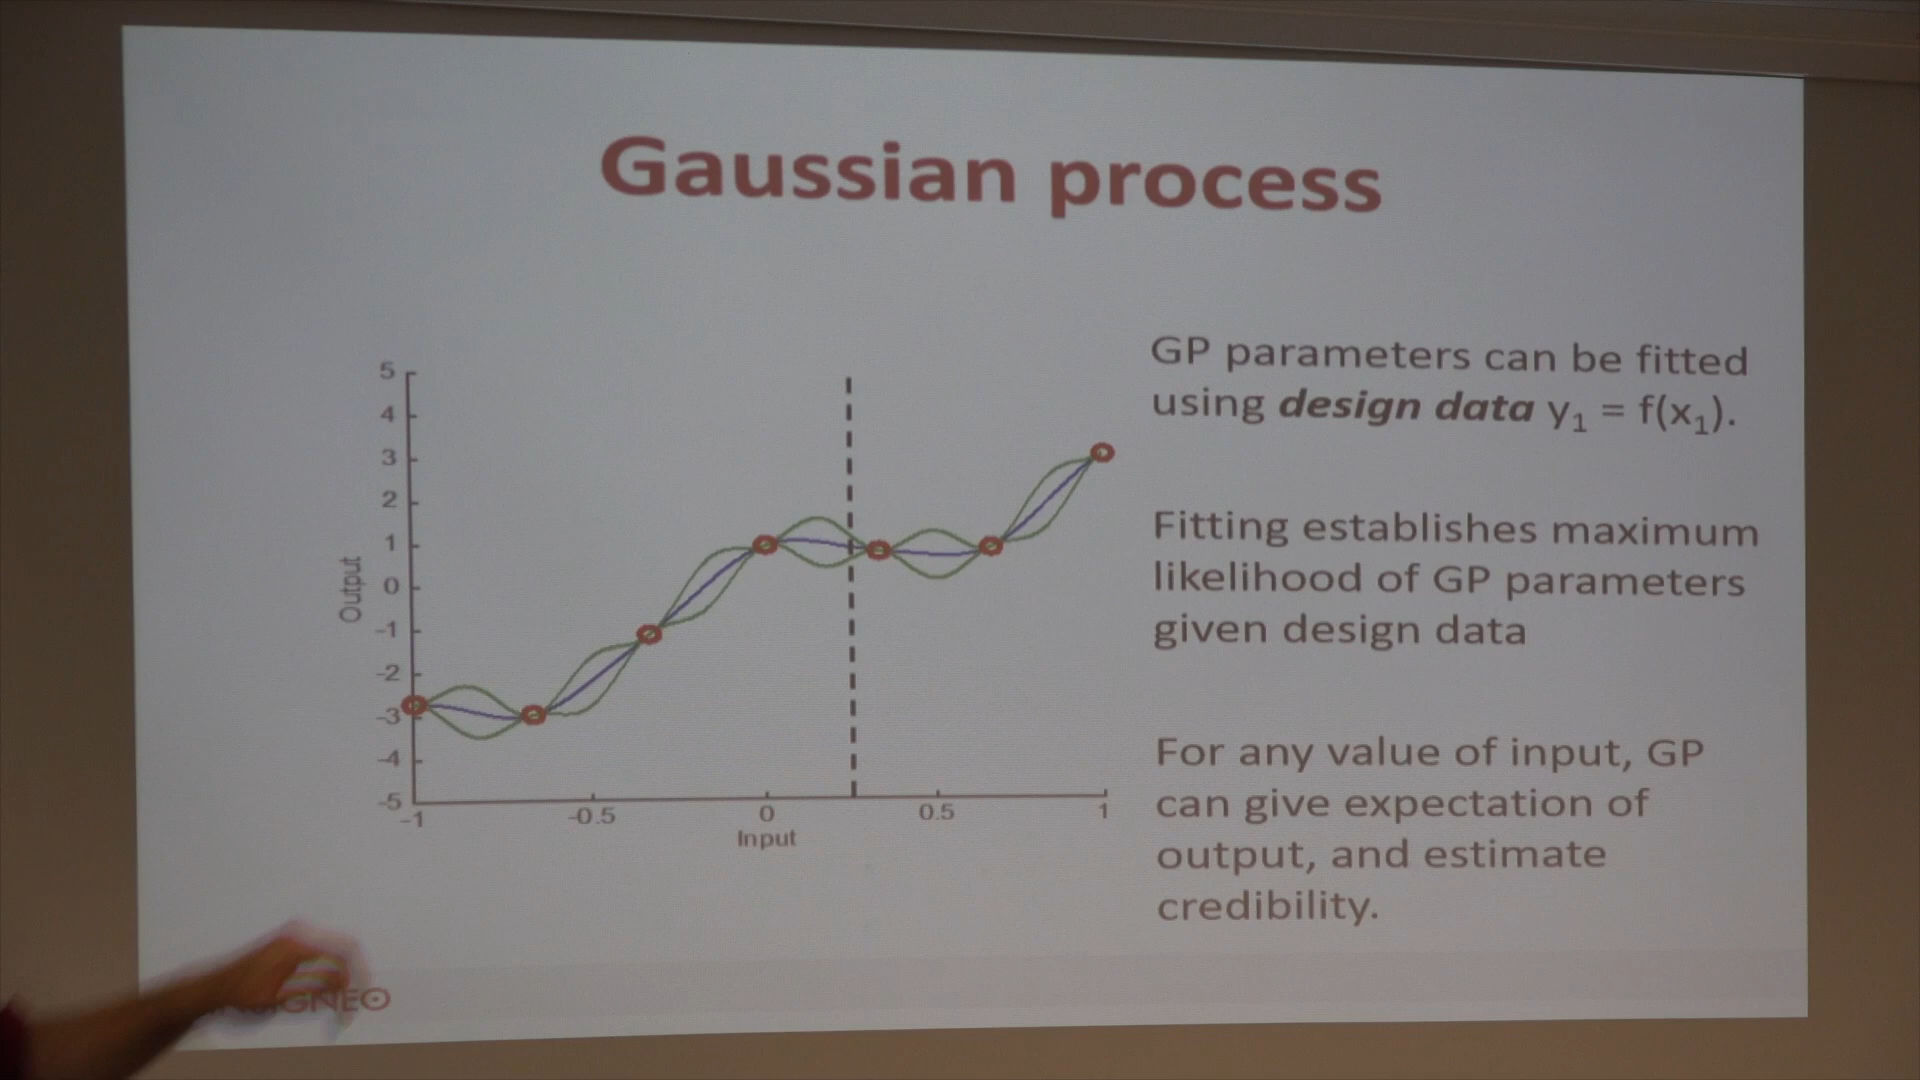 Gaussian process
GP parameters can be fitted
using design data y₁ = f(x₁).
Fitting establishes maximum
likelihood of GP parameters
given design data
For any value of input, GP
can give expectation of
output, and estimate
credibility.
5
4
3
2
1
0
-1
-2
-3
-4
-5
Output
-1
-0.5
0
0.5
1
Input